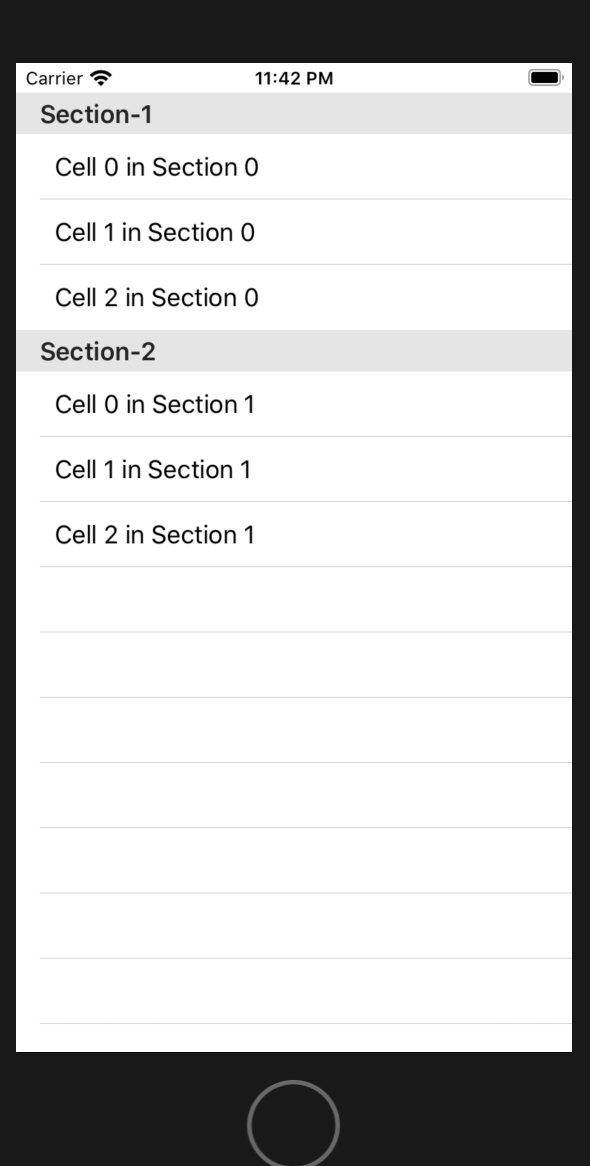 Carrier 11:42 PM
Section-1
Cell 0 in Section 0
Cell 1 in Section 0
Cell 2 in Section 0
Section-2
Cell 0 in Section 1
Cell 1 in Section 1
Cell 2 in Section 1